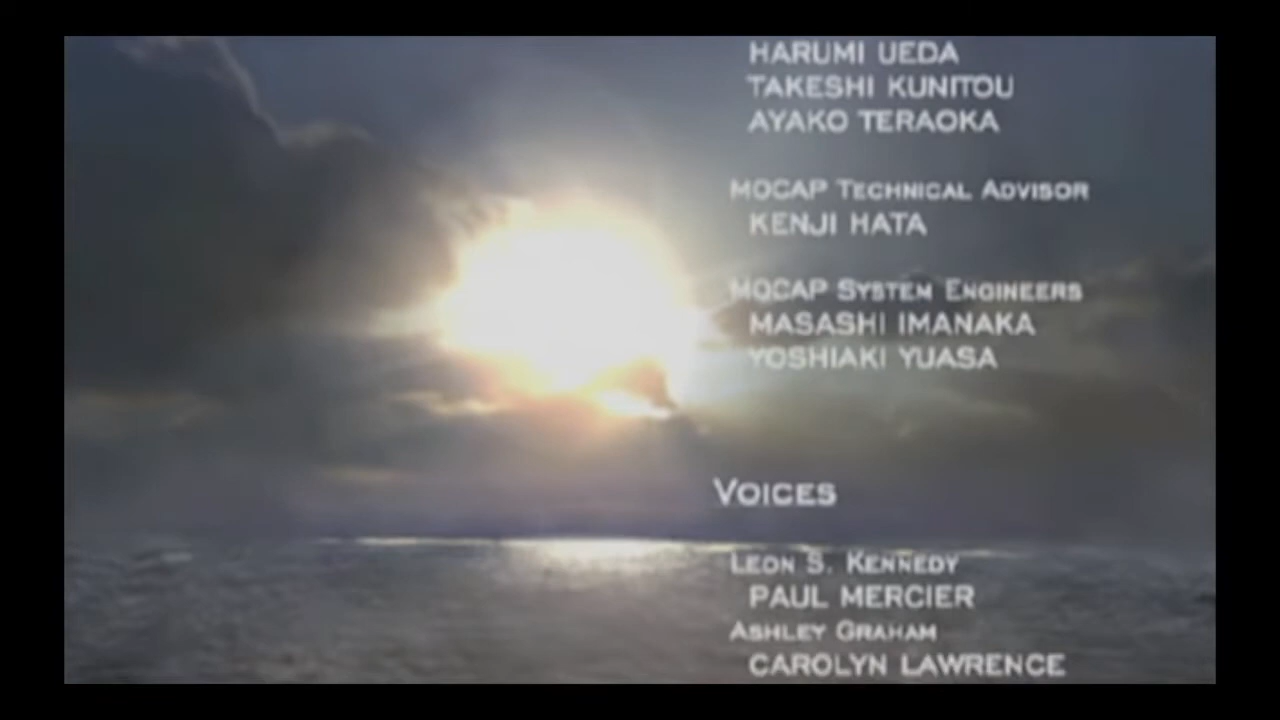 HARUMI UEDA
TAKESHI KUNITOU
AYAKO TERAOKA
MOCAP TECHNICAL ADVISOR
KENJI HATA
MOCAP SYSTEM ENGINEERS
MASASHI IMANAKA
YOSHIAKI YUASA
VOICES
LEON S. KENNEDY
PAUL MERCIER
ASHLEY GRAHAM
CAROLYN LAWRENCE